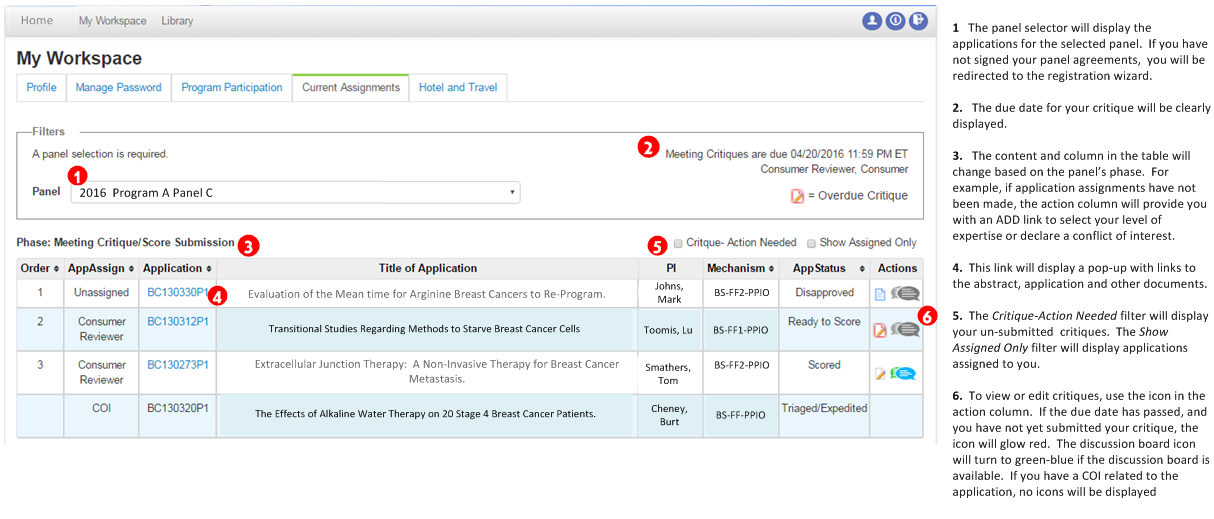 Home My Workspace Library
My Workspace
Profile Manage Password Program Participation Current Assignments Hotel and Travel
Filters
A panel selection is required.
1
Panel 2016 Program A Panel C
2 Meeting Critiques are due 04/20/2016 11:59 PM ET
Consumer Reviewer, Consumer
= Overdue Critique
Phase: Meeting Critique/Score Submission 3
5 Critque- Action Needed Show Assigned Only
Order AppAssign Application Title of Application PI Mechanism AppStatus Actions
1 Unassigned BC130330P1 4 Evaluation of the Mean time for Arginine Breast Cancers to Re-Program. Johns,
Mark BS-FF2-PPIO Disapproved
2 Consumer
Reviewer BC130312P1 Transitional Studies Regarding Methods to Starve Breast Cancer Cells Toomis, Lu BS-FF1-PPIO Ready to Score 6
3 Consumer
Reviewer BC130273P1 Extracellular Junction Therapy: A Non-Invasive Therapy for Breast Cancer
Metastasis. Smathers,
Tom BS-FF2-PPIO Scored
COI BC130320P1 The Effects of Alkaline Water Therapy on 20 Stage 4 Breast Cancer Patients. Cheney,
Burt BS-FF-PPIO Triaged/Expedited
1 The panel selector will display the
applications for the selected panel. If you have
not signed your panel agreements, you will be
redirected to the registration wizard.
2. The due date for your critique will be clearly
displayed.
3. The content and column in the table will
change based on the panel's phase. For
example, if application assignments have not
been made, the action column will provide you
with an ADD link to select your level of
expertise or declare a conflict of interest.
4. This link will display a pop-up with links to
the abstract, application and other documents.
5. The Critique-Action Needed filter will display
your un-submitted critiques. The Show
Assigned Only filter will display applications
assigned to you.
6. To view or edit critiques, use the icon in the
action column. If the due date has passed, and
you have not yet submitted your critique, the
icon will glow red. The discussion board icon
will turn to green-blue if the discussion board is
available. If you have a COI related to the
application, no icons will be displayed